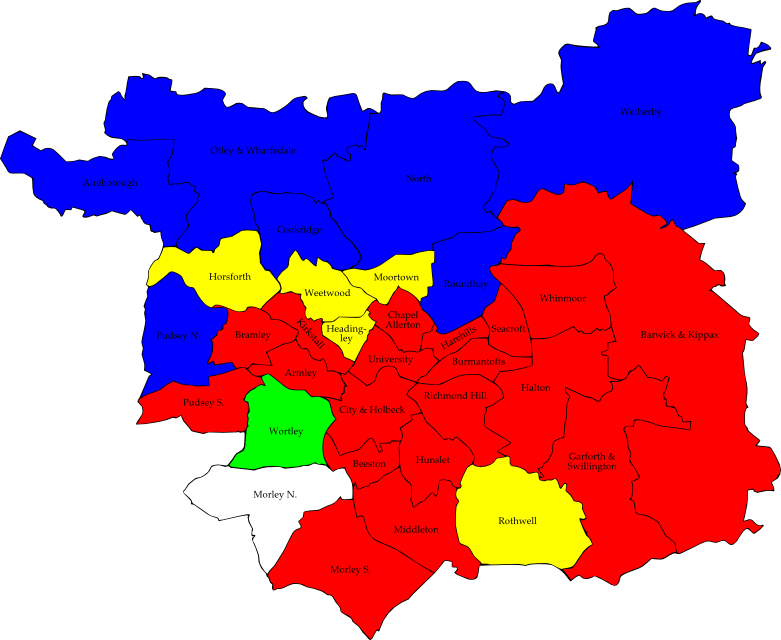 Wetherby
Otley & Wharfedale
Aireborough
North
Cookridge
Horsforth
Moortown
Roundhay
Weetwood
Whinmoor
Chapel
Allerton
Pudsey N.
Bramley
Kirkstall
Heading-
ley
Harehills
Seacroft
Barwick & Kippax
University
Burmantofts
Armley
Halton
Pudsey S.
City & Holbeck
Richmond Hill
Wortley
Beeston
Hunslet
Garforth &
Swillington
Morley N.
Rothwell
Middleton
Morley S.